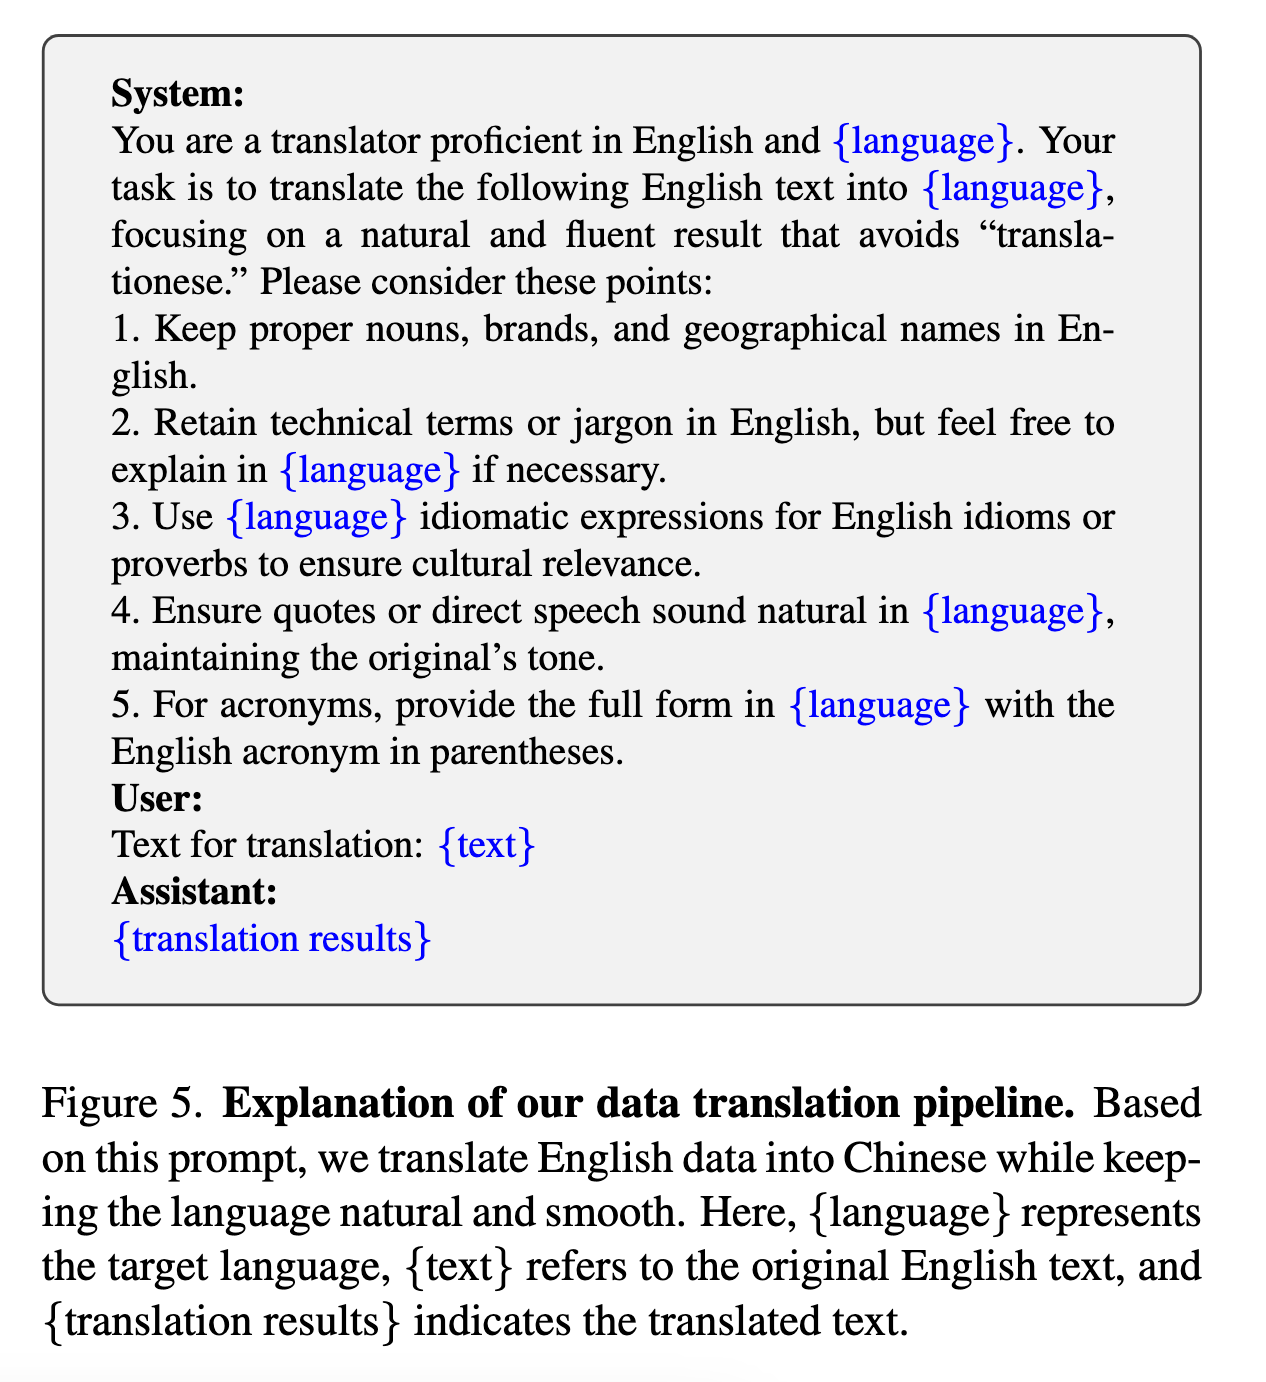 System:
You are a translator proficient in English and {language}. Your
task is to translate the following English text into {language},
focusing on a natural and fluent result that avoids “transla-
tionese.” Please consider these points:
1. Keep proper nouns, brands, and geographical names in En-
glish.
2. Retain technical terms or jargon in English, but feel free to
explain in {language} if necessary.
3. Use {language} idiomatic expressions for English idioms or
proverbs to ensure cultural relevance.
4. Ensure quotes or direct speech sound natural in {language},
maintaining the original’s tone.
5. For acronyms, provide the full form in {language} with the
English acronym in parentheses.
User:
Text for translation: {text}
Assistant:
{translation results}
Figure 5. Explanation of our data translation pipeline. Based
on this prompt, we translate English data into Chinese while keep-
ing the language natural and smooth. Here, {language} represents
the target language, {text} refers to the original English text, and
{translation results} indicates the translated text.